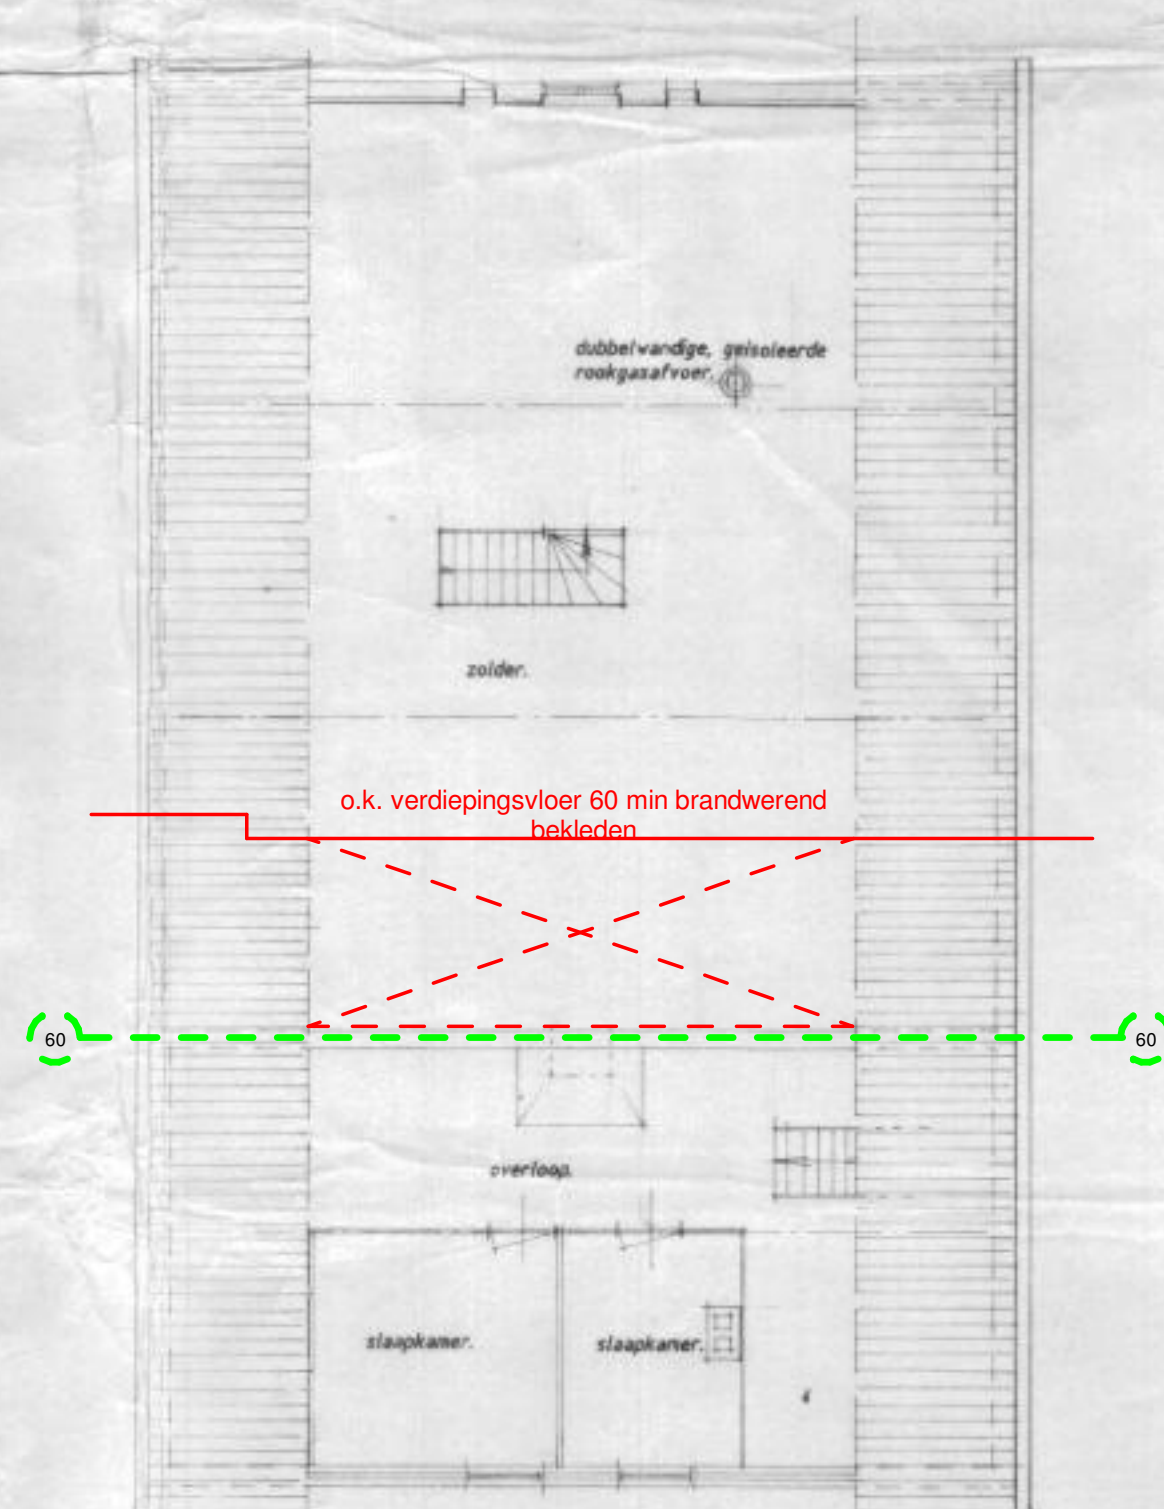 dubbelwandige, geisoleerde
rookgasafvoer.
zolder.
o.k. verdiepingsvloer 60 min brandwerend
bekleden
60
60
overloop.
slaapkamer.
slaapkamer.